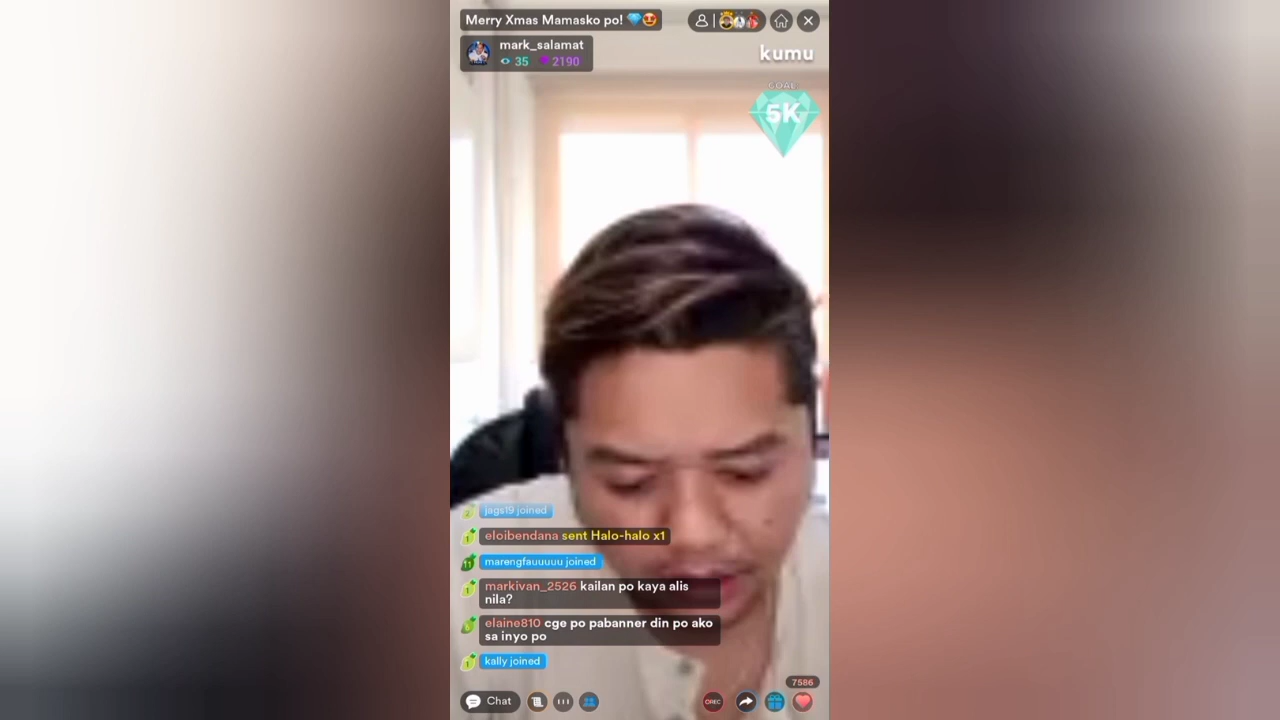 Merry Xmas Mamasko po! 💎😍
mark_salamat
35 2190
kumu
GOAL:
5K
jags19 joined
eloibendana sent Halo-halo x1
marengfauuuuu joined
markivan_2526 kailan po kaya alis
nila?
elaine810 cge po pabanner din po ako
sa inyo po
kally joined
7586
Chat
REC